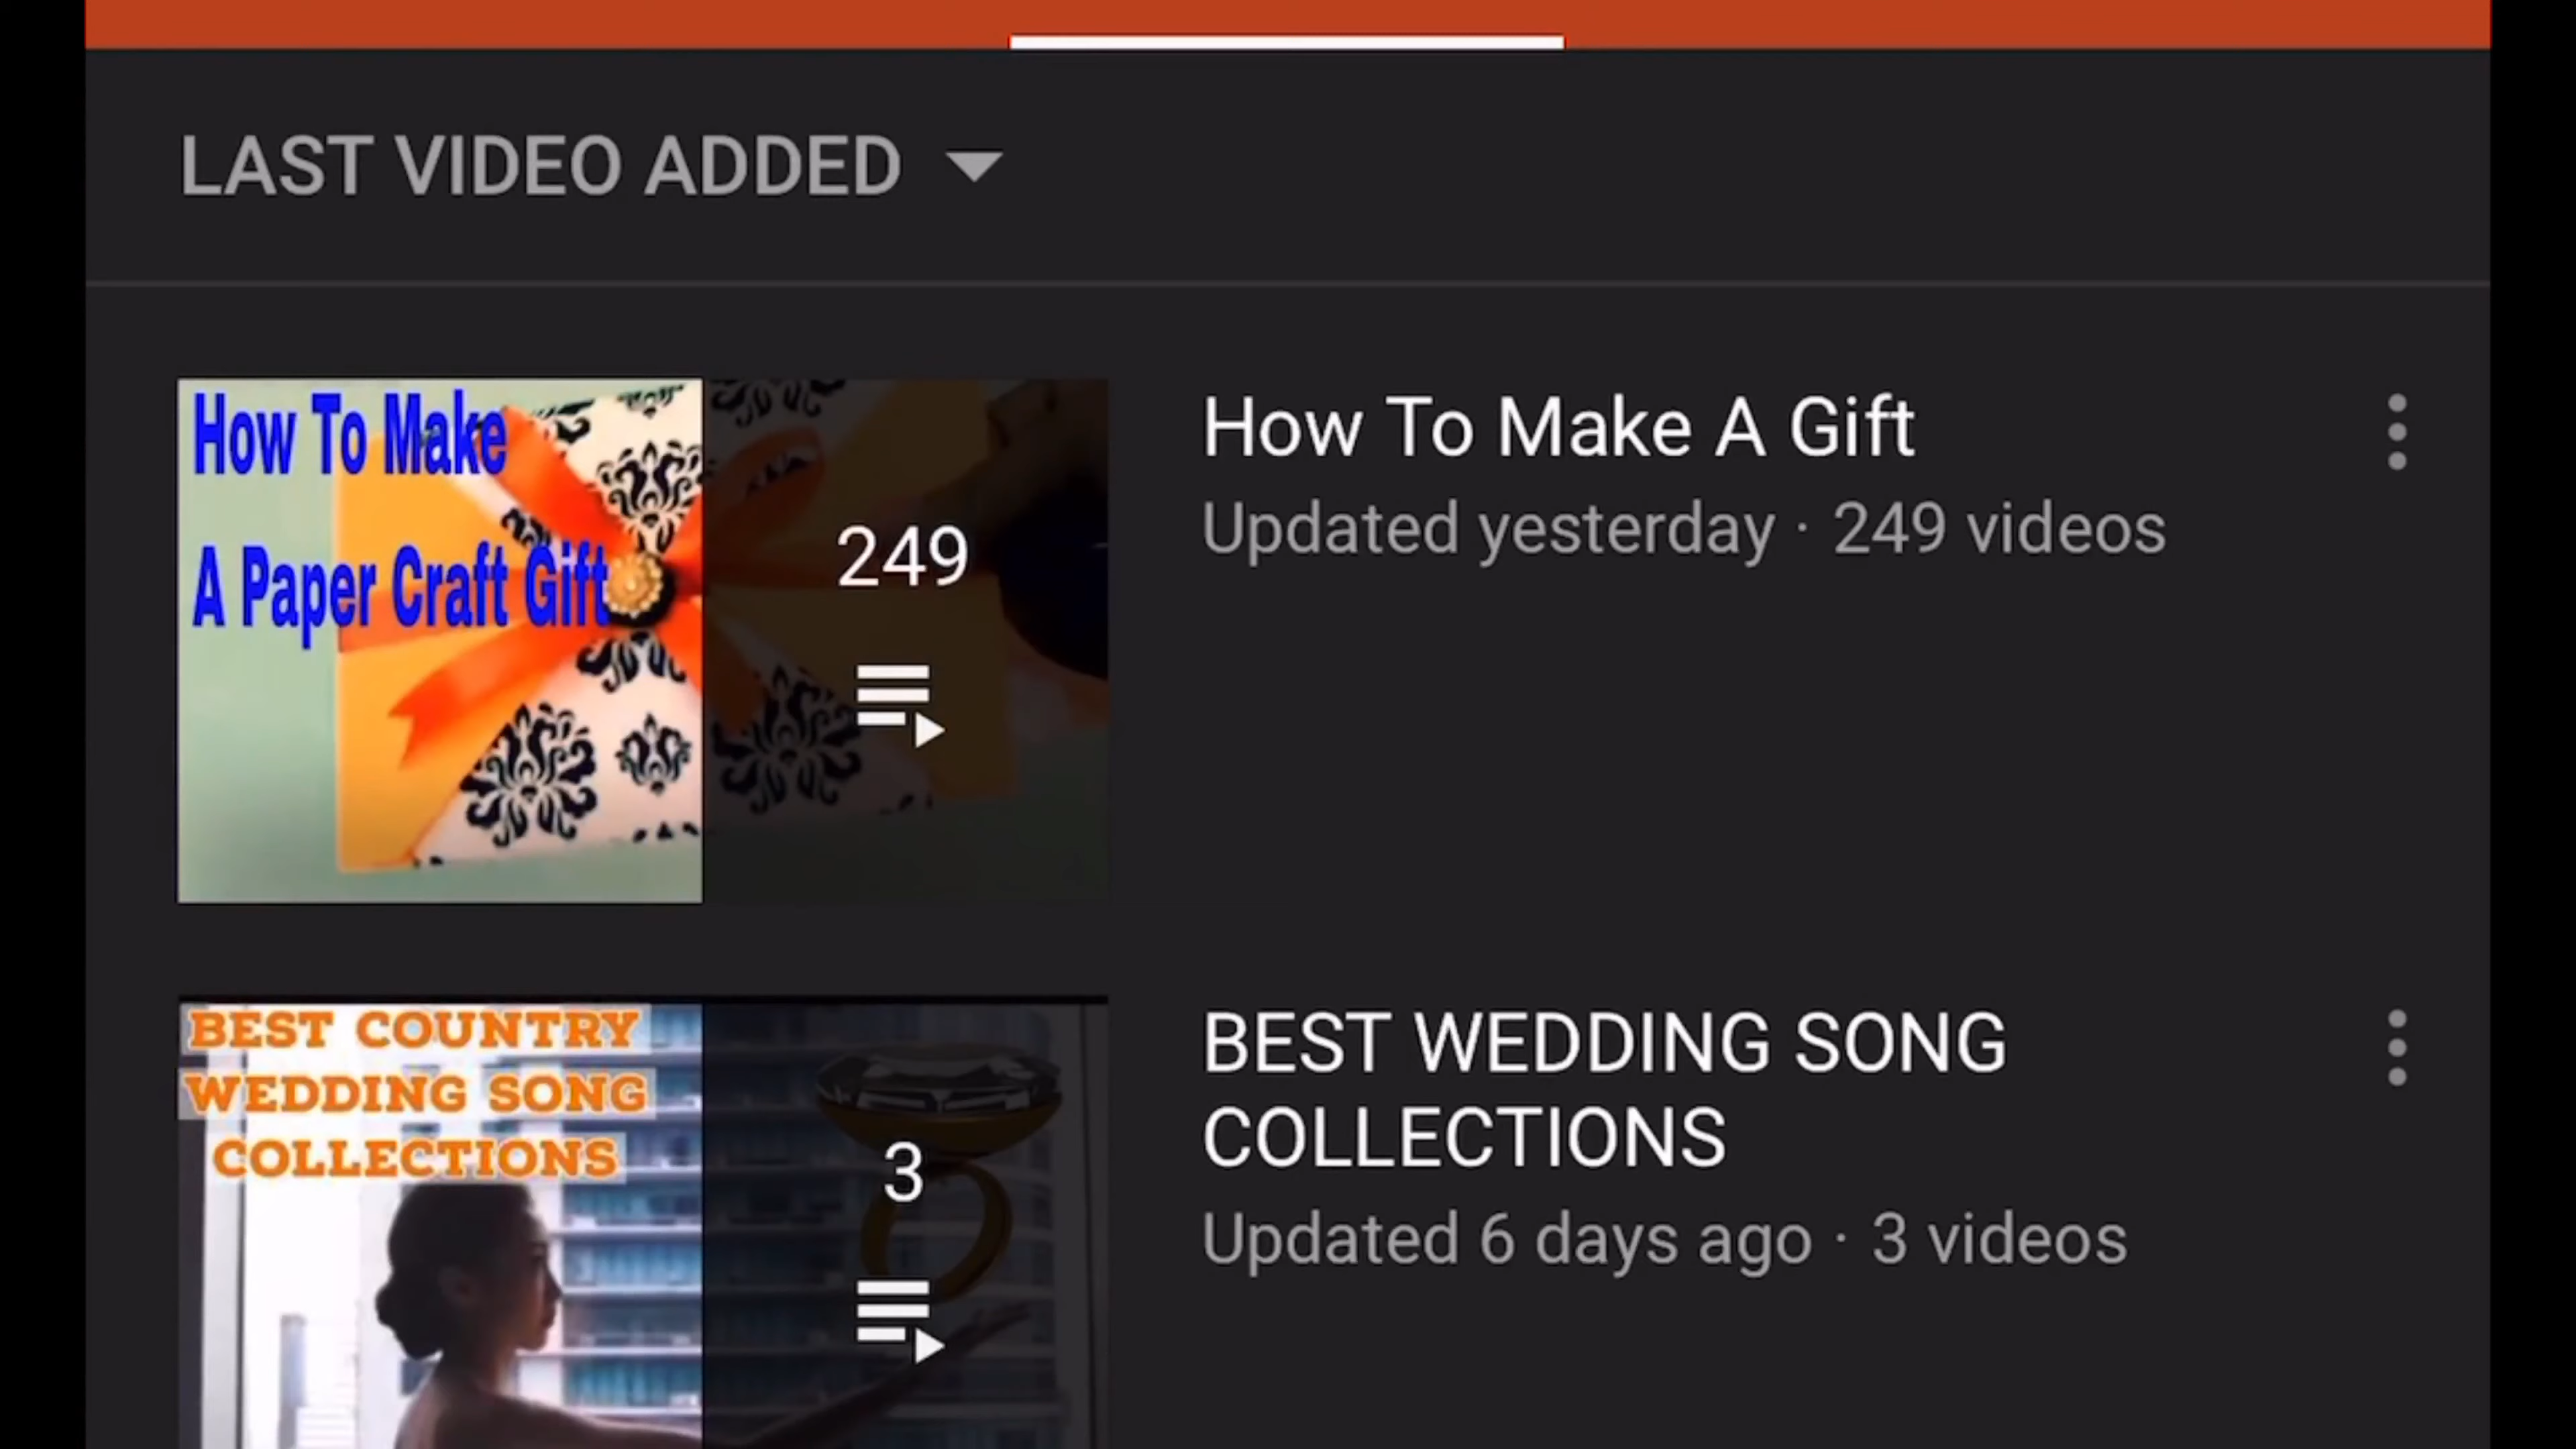 LAST VIDEO ADDED
How To Make
A Paper Craft Gift
249
How To Make A Gift
Updated yesterday · 249 videos
BEST COUNTRY
WEDDING SONG
COLLECTIONS
3
BEST WEDDING SONG
COLLECTIONS
Updated 6 days ago · 3 videos